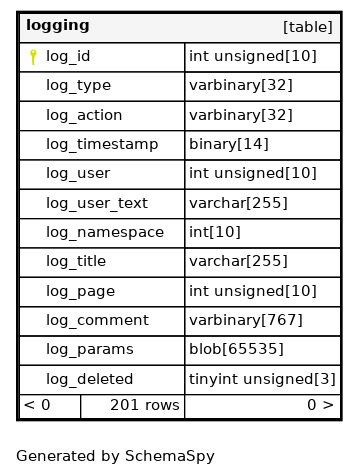 logging [table]
log_id int unsigned[10]
log_type varbinary[32]
log_action varbinary[32]
log_timestamp binary[14]
log_user int unsigned[10]
log_user_text varchar[255]
log_namespace int[10]
log_title varchar[255]
log_page int unsigned[10]
log_comment varbinary[767]
log_params blob[65535]
log_deleted tinyint unsigned[3]
< 0 201 rows 0 >
Generated by SchemaSpy